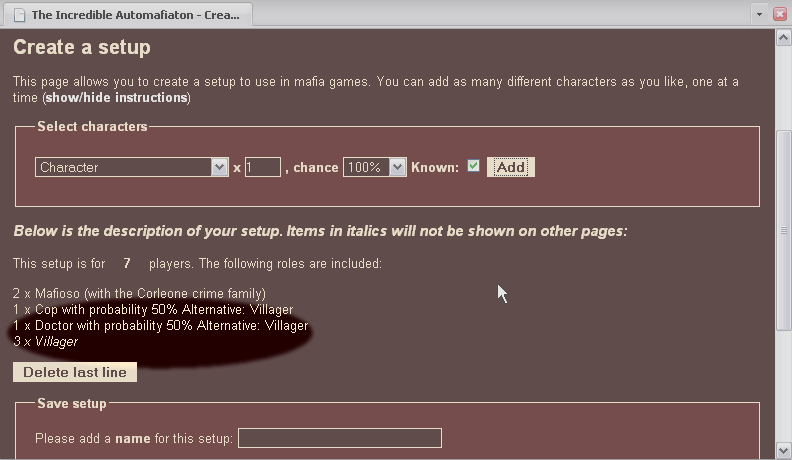 The Incredible Automafiaton - Crea...
Create a setup
This page allows you to create a setup to use in mafia games. You can add as many different characters as you like, one at a
time (show/hide instructions)
Select characters
Character x 1 , chance 100% Known: Add
Below is the description of your setup. Items in italics will not be shown on other pages:
This setup is for 7 players. The following roles are included:
2 x Mafioso (with the Corleone crime family)
1 x Cop with probability 50% Alternative: Villager
1 x Doctor with probability 50% Alternative: Villager
3 x Villager
Delete last line
Save setup
Please add a name for this setup: